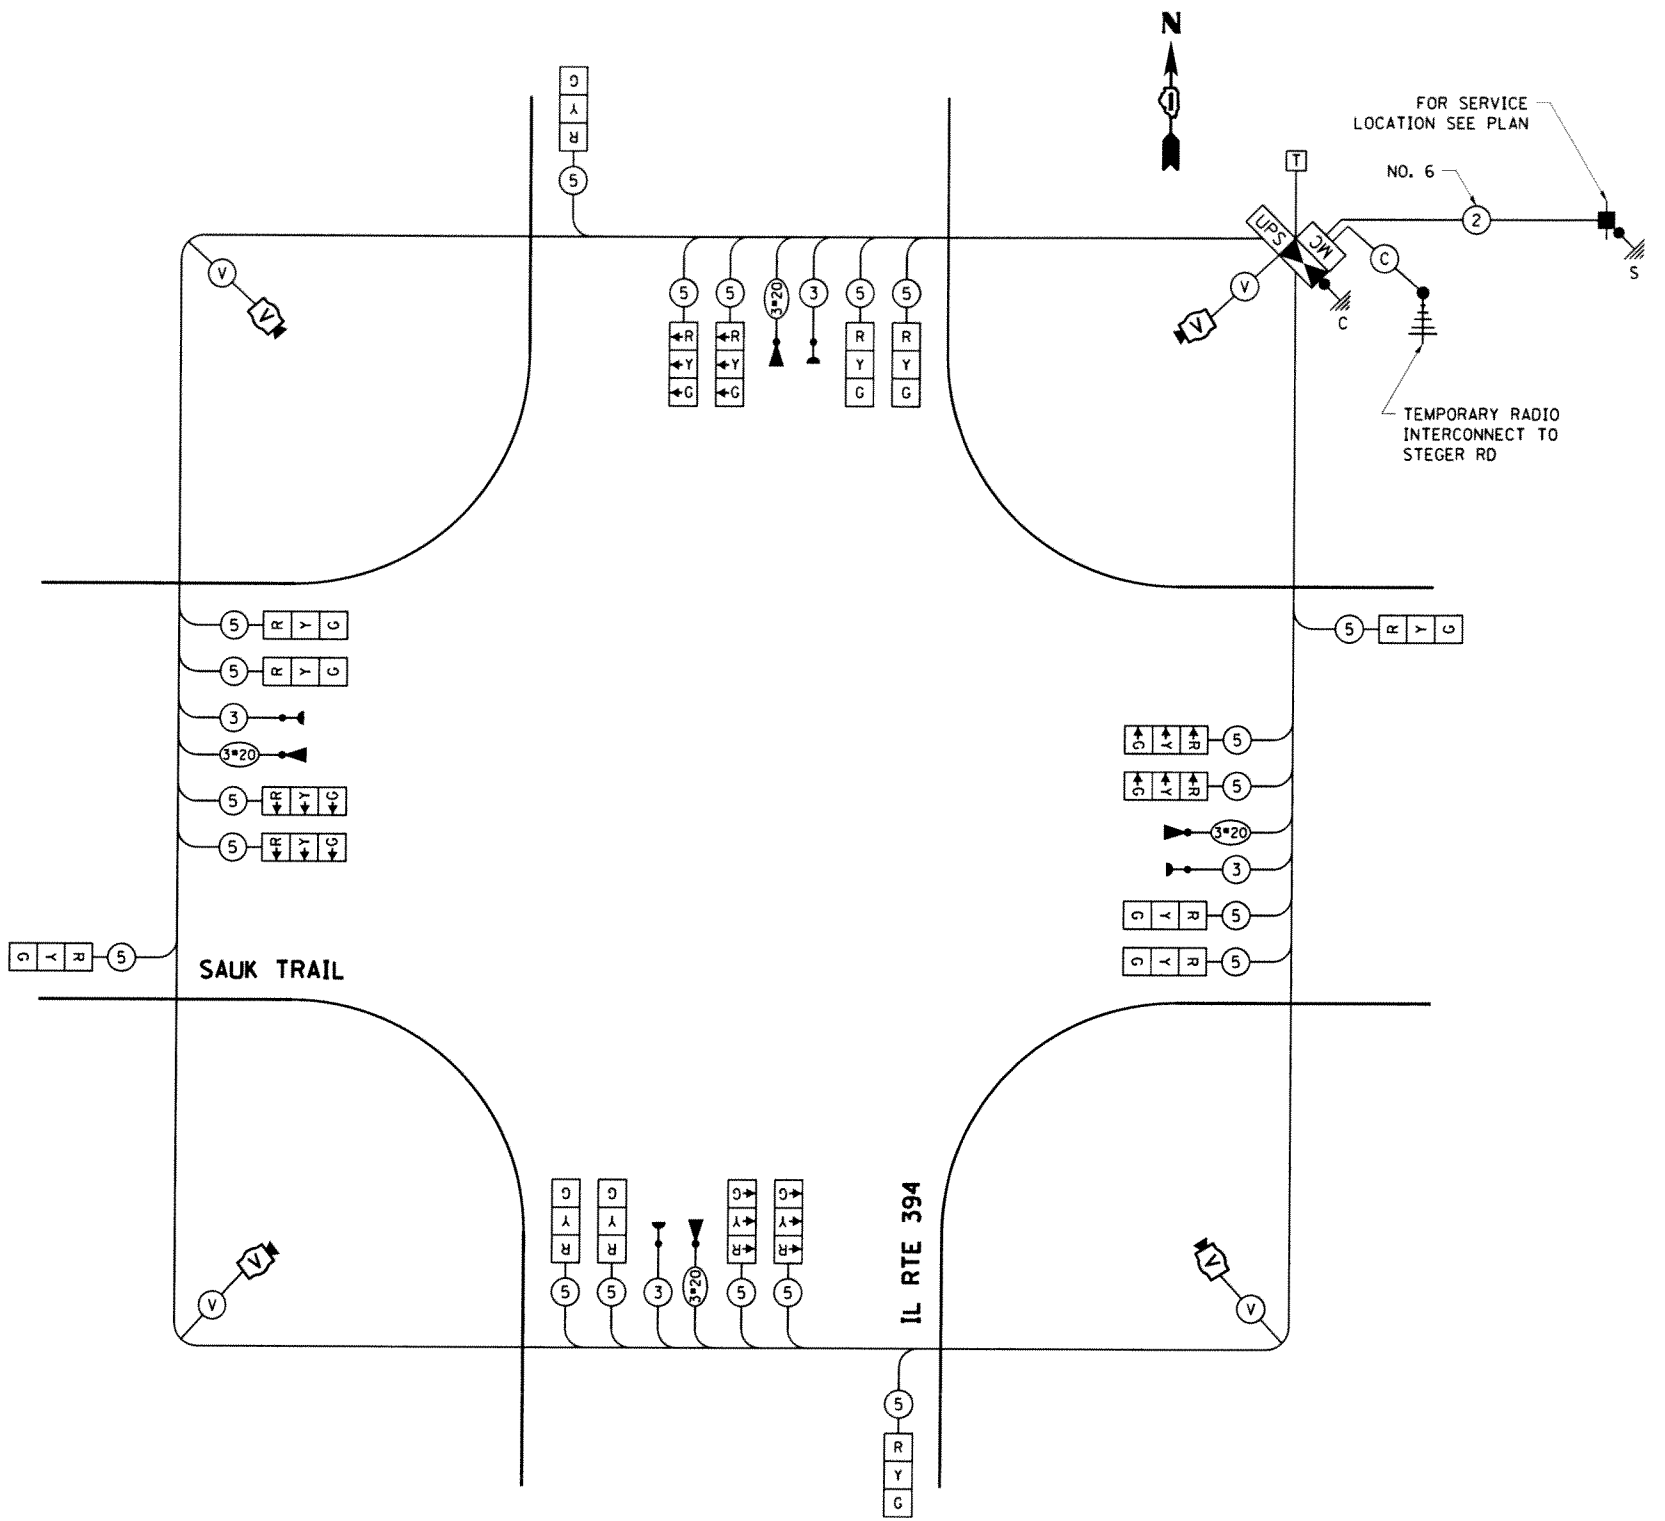 N
FOR SERVICE
LOCATION SEE PLAN
NO. 6
T
2
UPS
MC
C
V
V
C
S
TEMPORARY RADIO
INTERCONNECT TO
STEGER RD
R Y G
5
V
V
5 5 3#20 3 5 5
R R R R
Y Y Y Y
G G G G
5 R Y G
5 R Y G
3
3#20
5 R Y G
5 R Y G
5 R Y G
G Y R 5
G Y R 5
3#20
3
G Y R 5
G Y R 5
G Y R 5
SAUK TRAIL
IL RTE 394
G G G G
Y Y Y Y
R R R R
5 5 3 3#20 5 5
V
V
V
V
5
R
Y
G